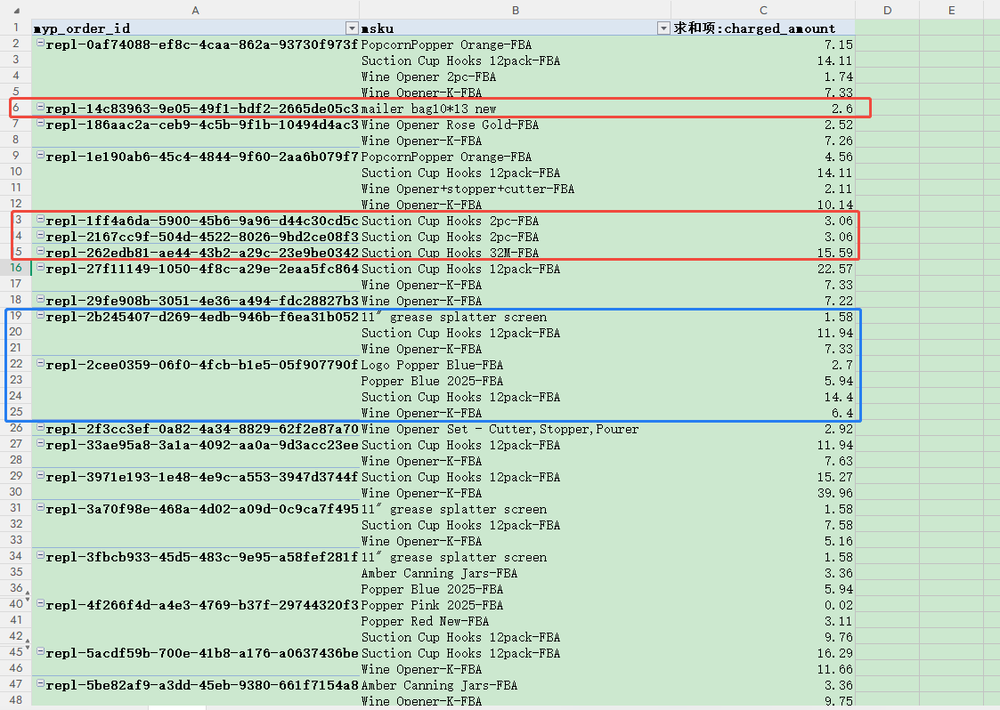 A B C D E
1 myp_order_id msku 求和项:charged_amount
2 repl-0af74088-ef8c-4caa-862a-93730f973f PopcornPopper Orange-FBA 7.15
3 Suction Cup Hooks 12pack-FBA 14.11
4 Wine Opener 2pc-FBA 1.74
5 Wine Opener-K-FBA 7.33
6 repl-14c83963-9e05-49f1-bdf2-2665de05c3 mailer bag10*13 new 2.6
7 repl-186aac2a-ceb9-4c5b-9f1b-10494d4ac3 Wine Opener Rose Gold-FBA 2.52
8 Wine Opener-K-FBA 7.26
9 repl-1e190ab6-45c4-4844-9f60-2aa6b079f7 PopcornPopper Orange-FBA 4.56
10 Suction Cup Hooks 12pack-FBA 14.11
11 Wine Opener+stopper+cutter-FBA 2.11
12 Wine Opener-K-FBA 10.14
3 repl-1ff4a6da-5900-45b6-9a96-d44c30cd5c Suction Cup Hooks 2pc-FBA 3.06
4 repl-2167cc9f-504d-4522-8026-9bd2ce08f3 Suction Cup Hooks 2pc-FBA 3.06
5 repl-262edb81-ae44-43b2-a29c-23e9be0342 Suction Cup Hooks 32M-FBA 15.59
16 repl-27f11149-1050-4f8c-a29e-2eaa5fc864 Suction Cup Hooks 12pack-FBA 22.57
17 Wine Opener-K-FBA 7.33
18 repl-29fe908b-3051-4e36-a494-fdc28827b3 Wine Opener-K-FBA 7.22
19 repl-2b245407-d269-4edb-946b-f6ea31b052 11" grease splatter screen 1.58
20 Suction Cup Hooks 12pack-FBA 11.94
21 Wine Opener-K-FBA 7.33
22 repl-2cee0359-06f0-4fcb-b1e5-05f907790f Logo Popper Blue-FBA 2.7
23 Popper Blue 2025-FBA 5.94
24 Suction Cup Hooks 12pack-FBA 14.4
25 Wine Opener-K-FBA 6.4
26 repl-2f3cc3ef-0a82-4a34-8829-62f2e87a70 Wine Opener Set - Cutter,Stopper,Pourer 2.92
27 repl-33ae95a8-3a1a-4092-aa0a-9d3acc23ee Suction Cup Hooks 12pack-FBA 11.94
28 Wine Opener-K-FBA 7.63
29 repl-3971e193-1e48-4e9c-a553-3947d3744f Suction Cup Hooks 12pack-FBA 15.27
30 Wine Opener-K-FBA 39.96
31 repl-3a70f98e-468a-4d02-a09d-0c9ca7f495 11" grease splatter screen 1.58
32 Suction Cup Hooks 12pack-FBA 7.58
33 Wine Opener-K-FBA 5.16
34 repl-3fbcb933-45d5-483c-9e95-a58fef281f 11" grease splatter screen 1.58
35 Amber Canning Jars-FBA 3.36
36 Popper Blue 2025-FBA 5.94
40 repl-4f266f4d-a4e3-4769-b37f-29744320f3 Popper Pink 2025-FBA 0.02
41 Popper Red New-FBA 3.11
42 Suction Cup Hooks 12pack-FBA 9.76
45 repl-5acdf59b-700e-41b8-a176-a0637436be Suction Cup Hooks 12pack-FBA 16.29
46 Wine Opener-K-FBA 11.66
47 repl-5be82af9-a3dd-45eb-9380-661f7154a8 Amber Canning Jars-FBA 3.36
48 Wine Opener-K-FBA 9.75